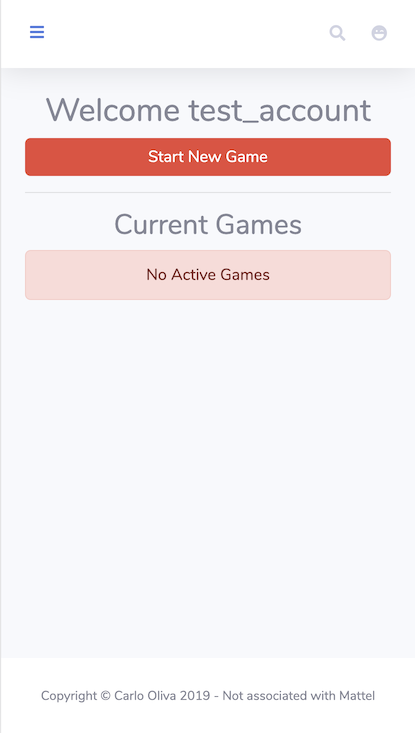 Welcome test_account
Start New Game
Current Games
No Active Games
Copyright © Carlo Oliva 2019 - Not associated with Mattel